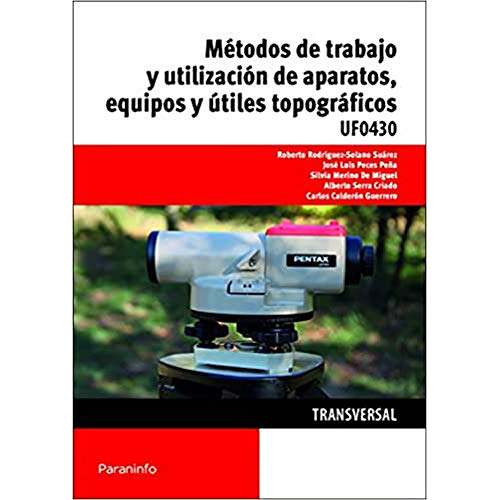 Métodos de trabajo
y utilización de aparatos,
equipos y útiles topográficos
UF0430
Roberto Rodríguez-Solano Suárez
José Luis Peces Peña
Silvia Merino De Miguel
Alberto Serra Criado
Carlos Calderón Guerrero
PENTAX
TRANSVERSAL
Paraninfo